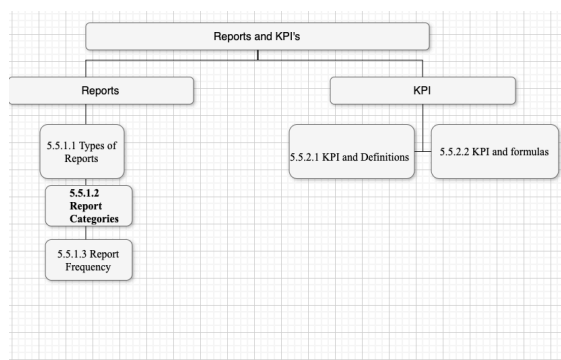 Reports and KPI's
Reports
KPI
5.5.1.1 Types of
Reports
5.5.2.1 KPI and Definitions
5.5.2.2 KPI and formulas
5.5.1.2
Report
Categories
5.5.1.3 Report
Frequency